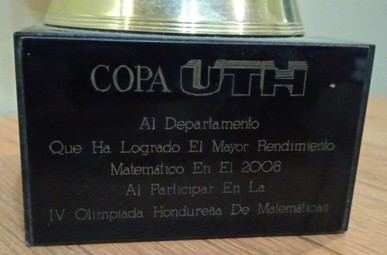 COPA UTH
Al Departamento
Que Ha Logrado El Mayor Rendimiento
Matemático En El 2006
Al Participar En La
IV Olimpiada Hondureña De Matemáticas